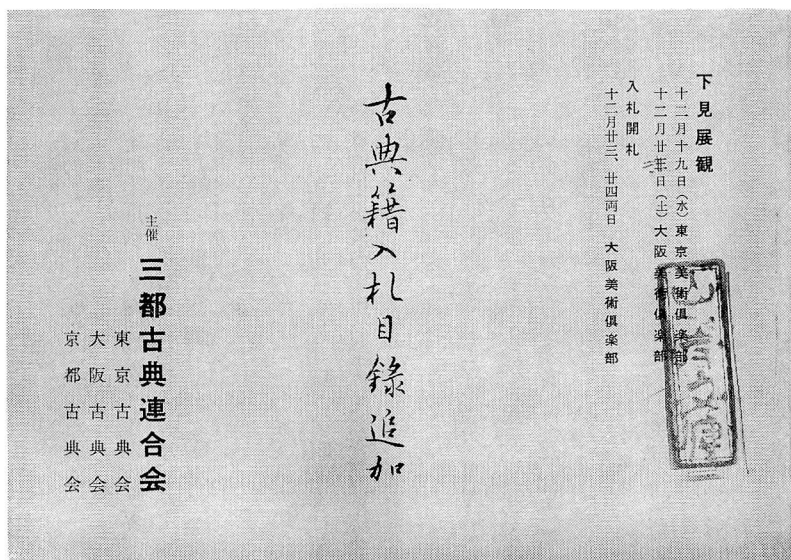 下見展観
十二月十九日(水)東京美術倶楽部
十二月廿二日(土)大阪美術倶楽部
入札開札
十二月廿三、廿四両日 大阪美術倶楽部
古典籍入札目録追加
主催
三都古典連合会
東京古典会
大阪古典会
京都古典会